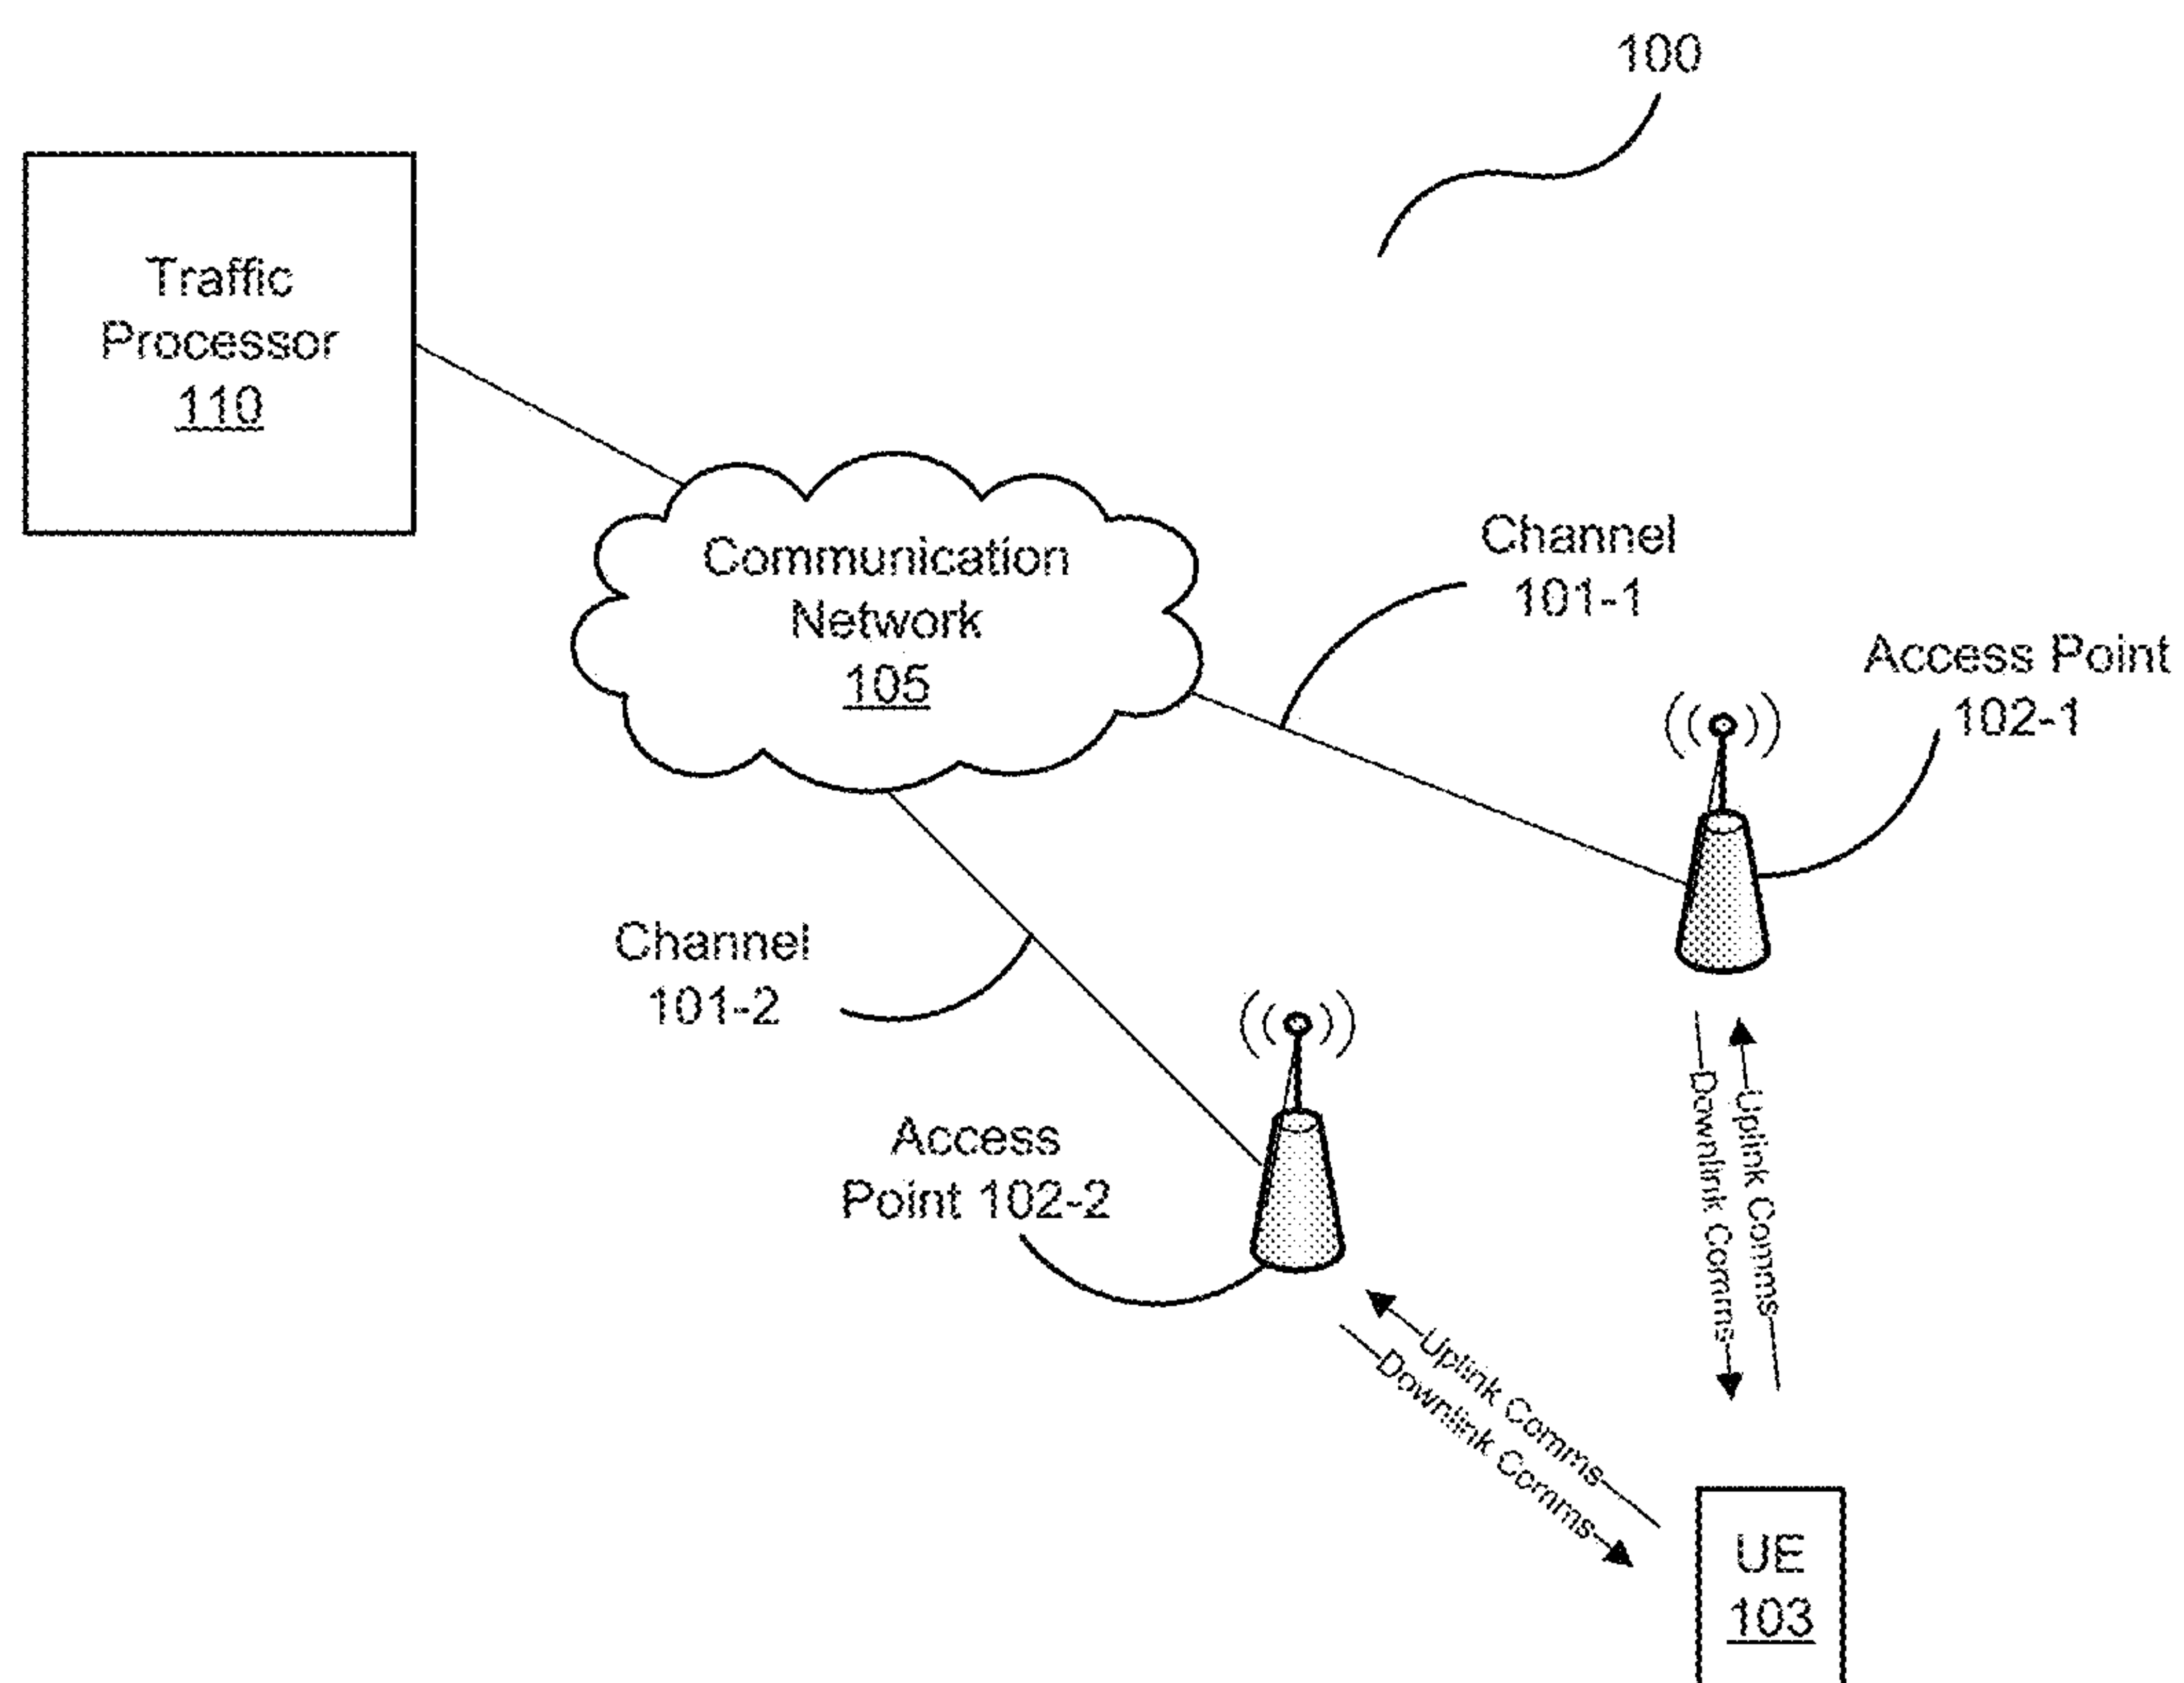 100
Traffic
Processor
110
Communication
Network
105
Channel
101-1
Access Point
102-1
Channel
101-2
Access
Point 102-2
Uplink Comms
Downlink Comms
Uplink Comms
Downlink Comms
UE
103